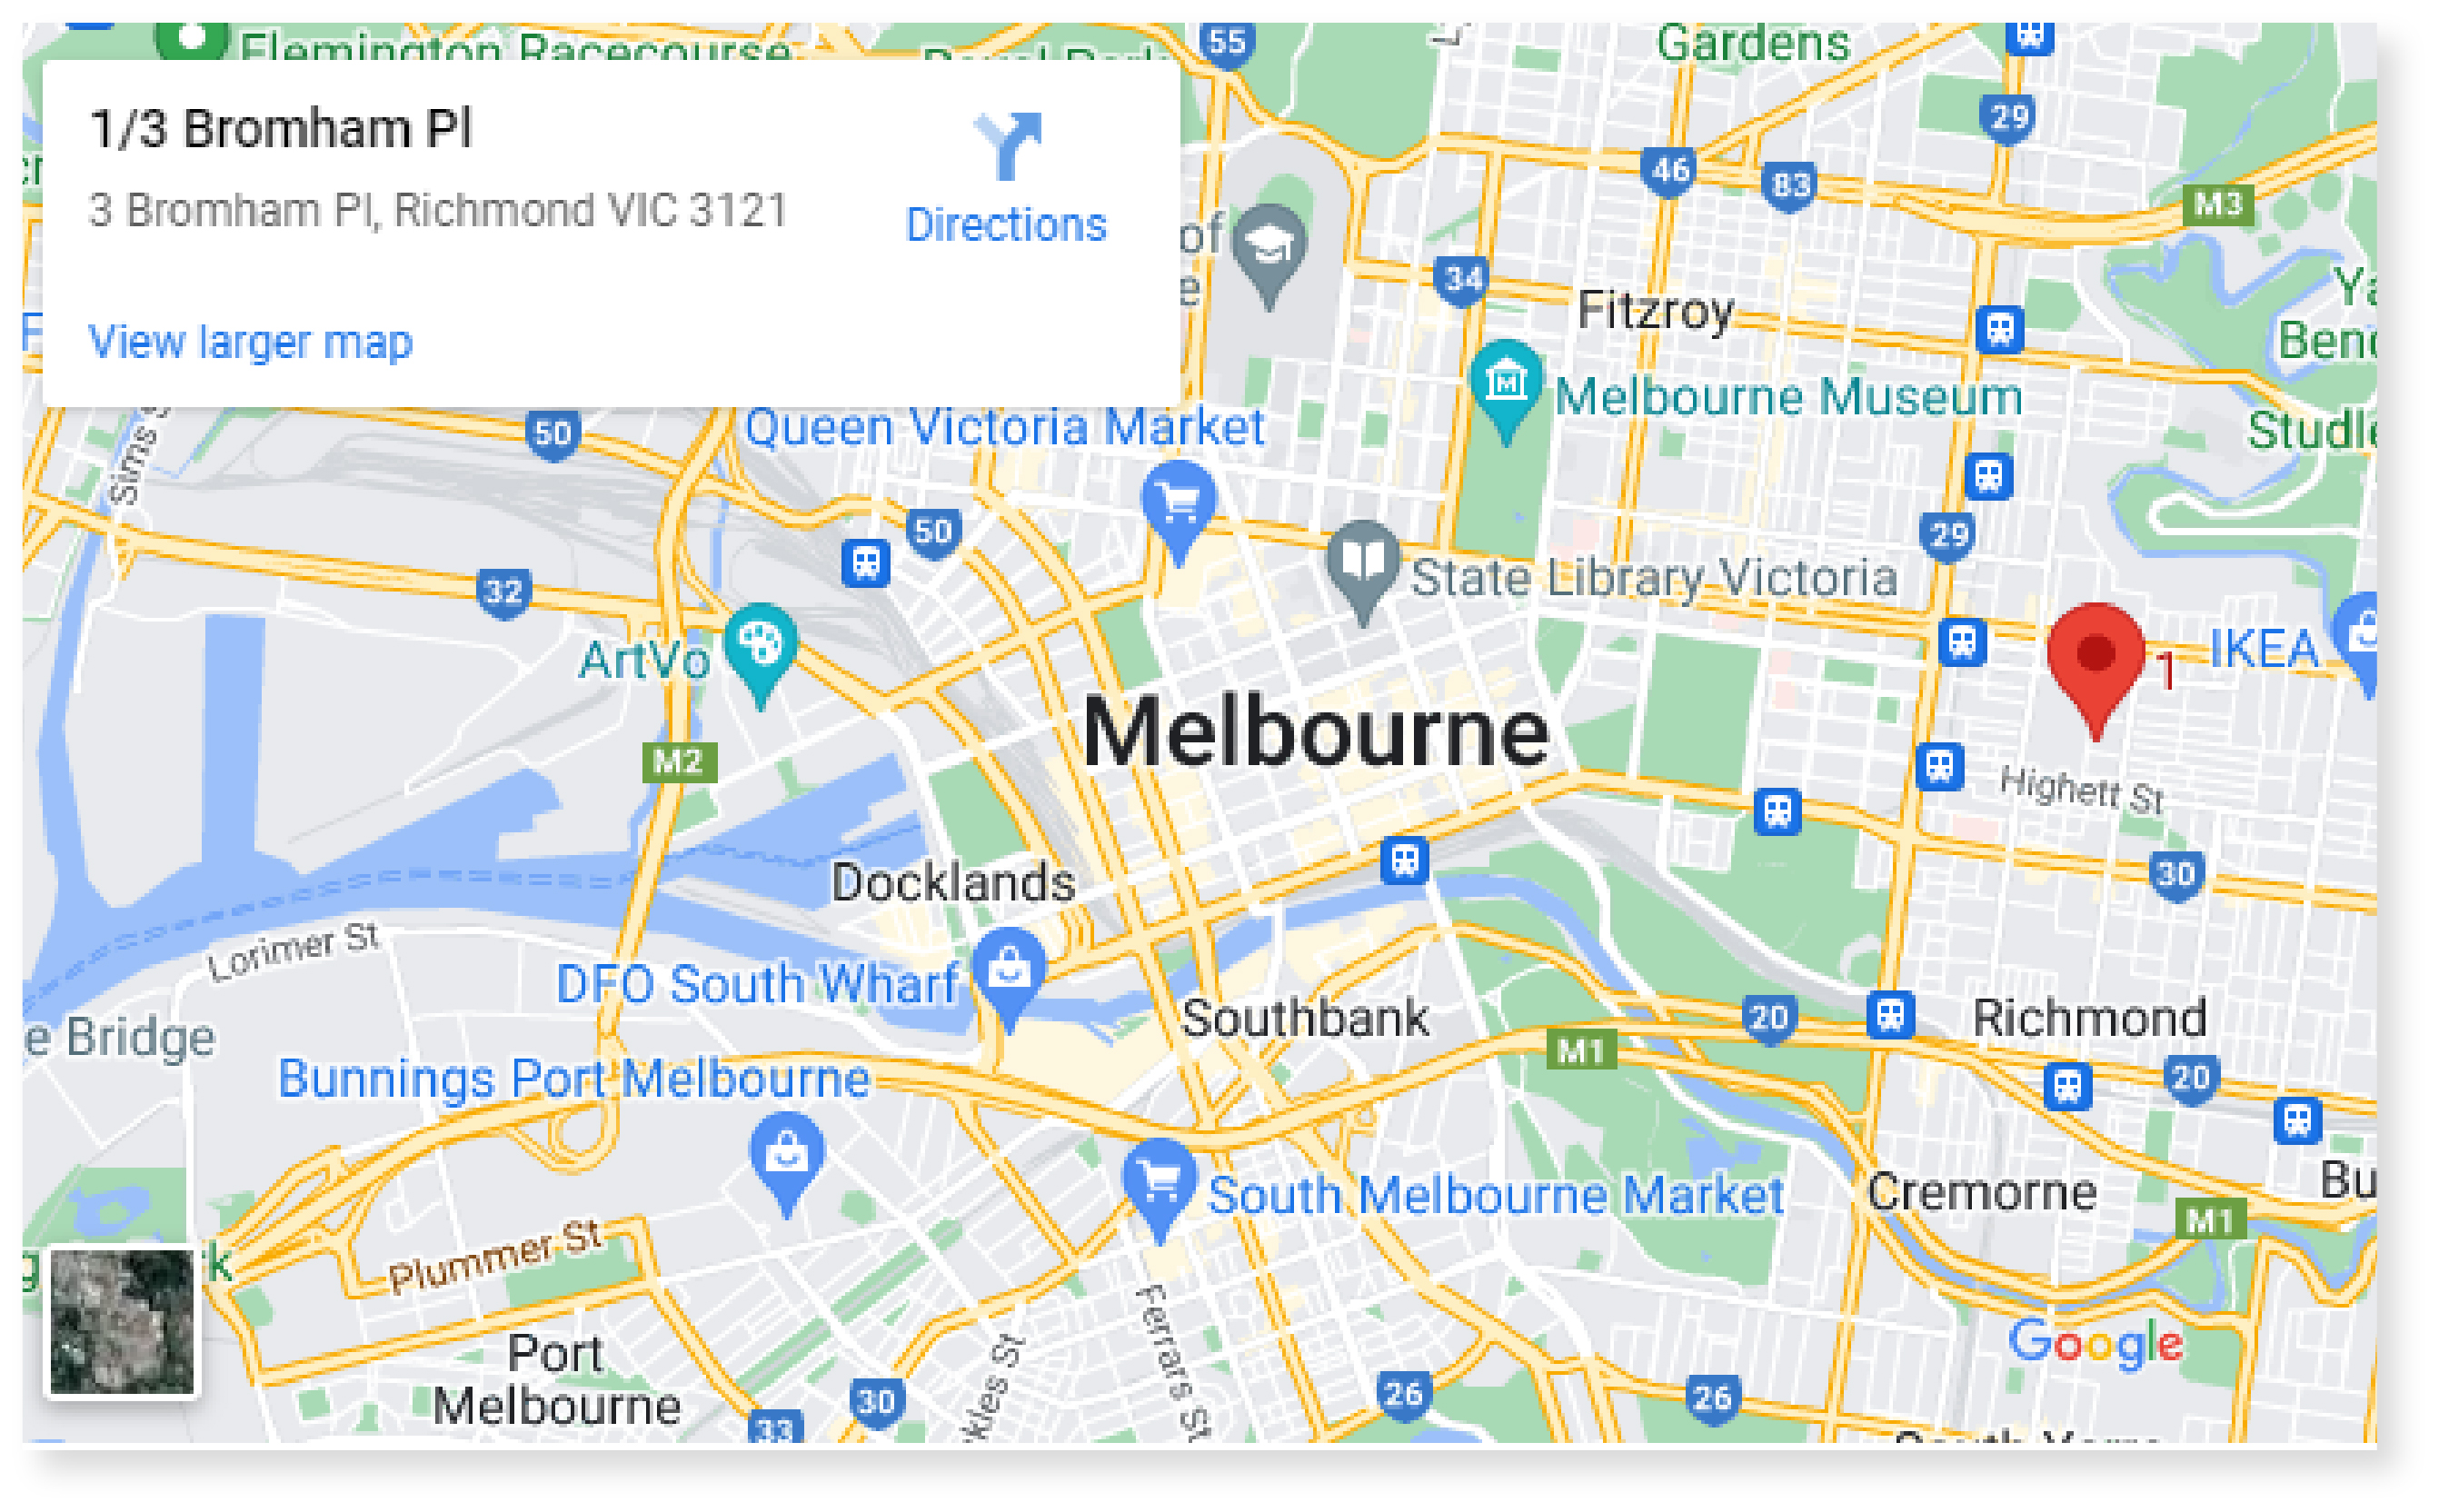 Flemington Racecourse
55
Gardens
29
1/3 Bromham Pl
3 Bromham Pl, Richmond VIC 3121
Directions
View larger map
46
83
M3
of
34
Fitzroy
Melbourne Museum
50
Queen Victoria Market
Sims
50
29
32
State Library Victoria
ArtVo
1
IKEA
Melbourne
M2
Highett St
Docklands
30
Lorimer St
DFO South Wharf
Southbank
20
Richmond
e Bridge
M1
Bunnings Port Melbourne
20
South Melbourne Market
Cremorne
M1
Plummer St
Ferrars St
Google
Port
Melbourne
30
26
26
33